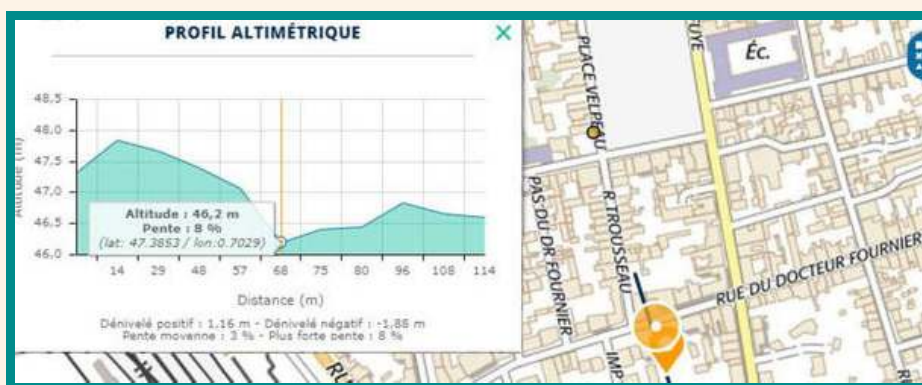 PROFIL ALTIMÉTRIQUE
48,5
48,0
47,5
47,0
46,5
46,0
Altitude (m)
Altitude : 46,2 m
Pente : 8 %
(lat: 47.3853 / lon:0.7029)
14 29 48 57 68 75 80 96 108 114
Distance (m)
Dénivelé positif : 1,16 m - Dénivelé négatif : -1,88 m
Pente moyenne : 3 % - Plus forte pente : 8 %
PLACE VELPEAU
UYE
Éc.
PAS DU DR FOURNIER
R TROUSSEAU
RUE DU DOCTEUR FOURNIER
IMP
RU
RU